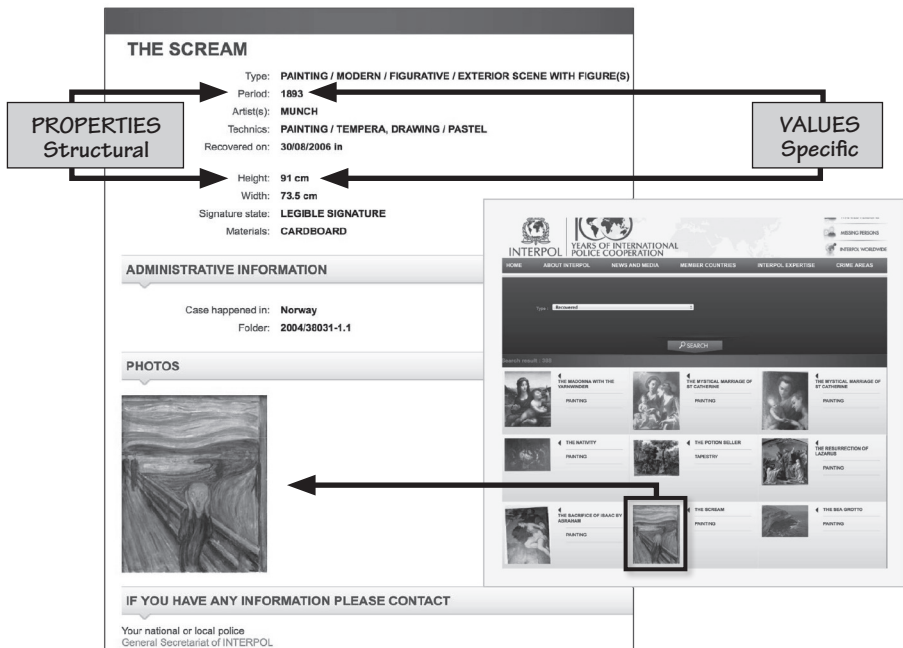 THE SCREAM
Type: PAINTING / MODERN / FIGURATIVE / EXTERIOR SCENE WITH FIGURE(S)
Period: 1893
Artist(s): MUNCH
Technics: PAINTING / TEMPERA, DRAWING / PASTEL
Recovered on: 30/08/2006 in
Height: 91 cm
Width: 73.5 cm
Signature state: LEGIBLE SIGNATURE
Materials: CARDBOARD
PROPERTIES
Structural
VALUES
Specific
ADMINISTRATIVE INFORMATION
Case happened in: Norway
Folder: 2004/38031-1.1
PHOTOS
IF YOU HAVE ANY INFORMATION PLEASE CONTACT
Your national or local police
General Secretariat of INTERPOL
INTERPOL
YEARS OF INTERNATIONAL
POLICE COOPERATION
MISSING PERSONS
INTERPOL WORLDWIDE
HOME ABOUT INTERPOL NEWS AND MEDIA MEMBER COUNTRIES INTERPOL EXPERTISE CRIME AREAS
Type: Recovered
SEARCH
Search result :
THE MADONNA WITH THE
YARNWINDER
PAINTING
THE MYSTICAL MARRIAGE OF
ST CATHERINE
PAINTING
THE MYSTICAL MARRIAGE OF
ST CATHERINE
PAINTING
THE NATIVITY
PAINTING
THE POTION SELLER
TAPESTRY
THE RESURRECTION OF
LAZARUS
PAINTING
THE SACRIFICE OF ISAAC BY
ABRAHAM
PAINTING
THE SCREAM
PAINTING
THE SEA GROTTO
PAINTING